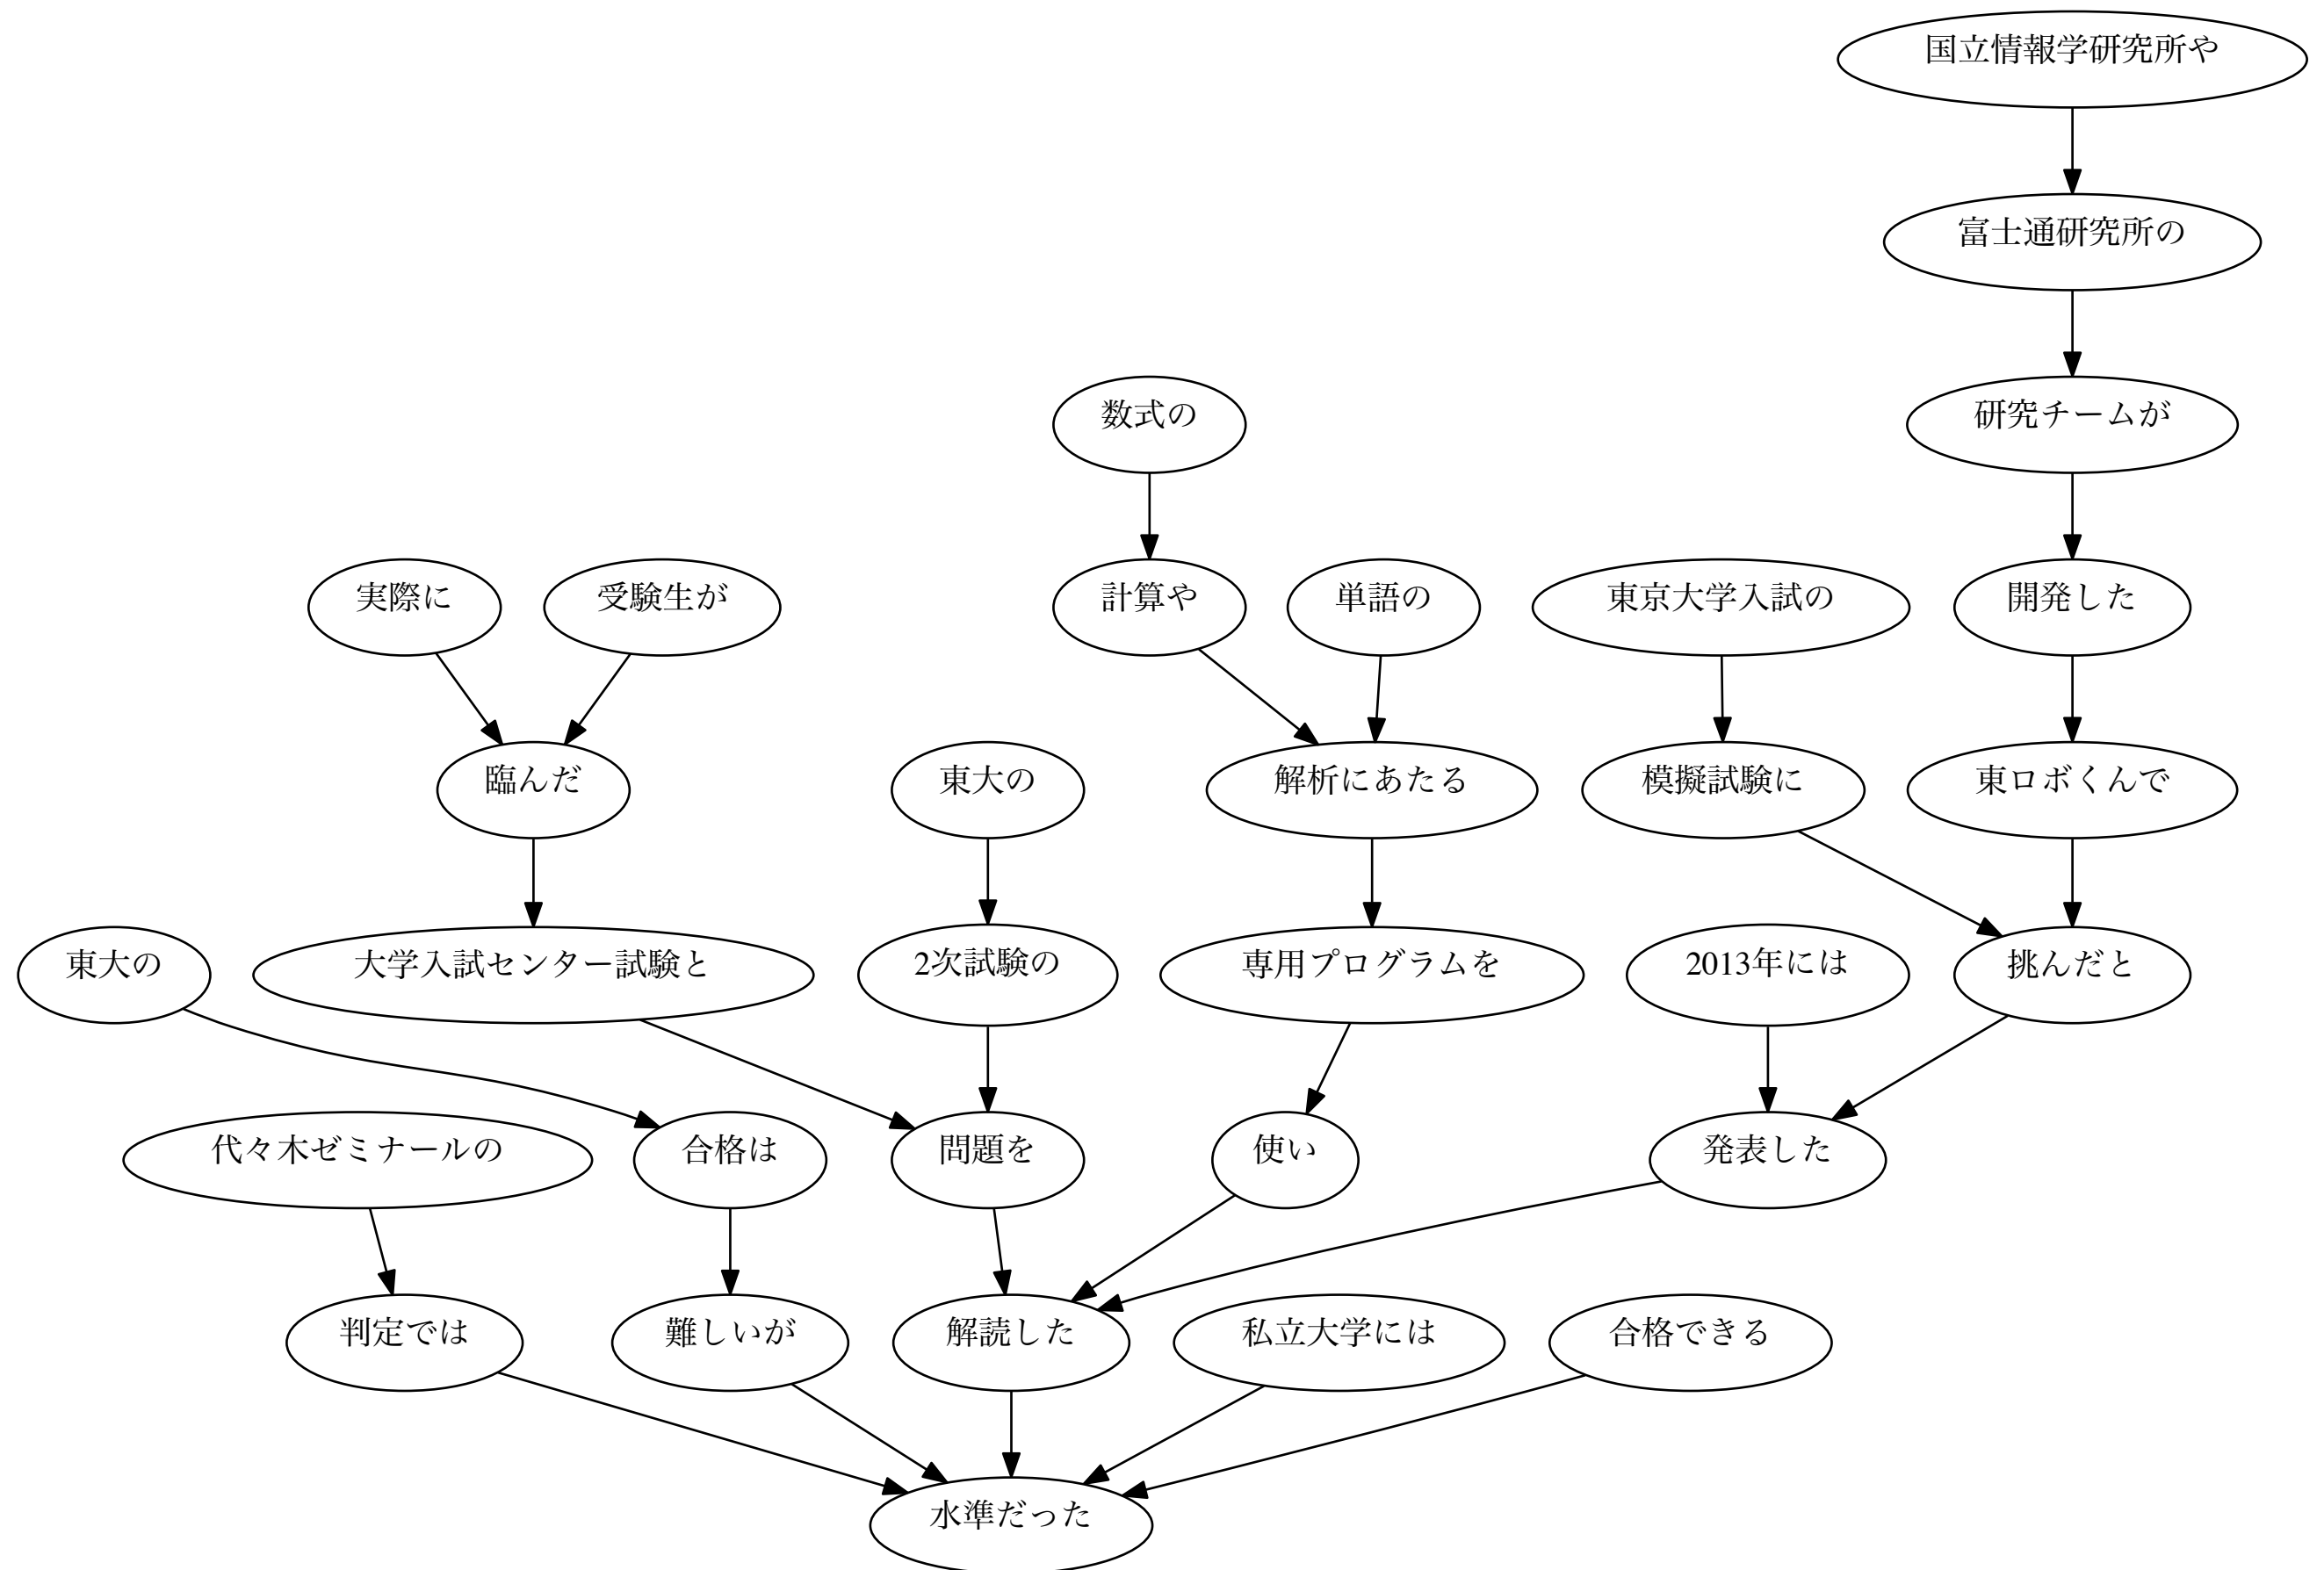 国立情報学研究所や
富士通研究所の
数式の
研究チームが
実際に
受験生が
計算や
単語の
東京大学入試の
開発した
臨んだ
東大の
解析にあたる
模擬試験に
東ロボくんで
東大の
大学入試センター試験と
2次試験の
専用プログラムを
2013年には
挑んだと
代々木ゼミナールの
合格は
問題を
使い
発表した
判定では
難しいが
解読した
私立大学には
合格できる
水準だった